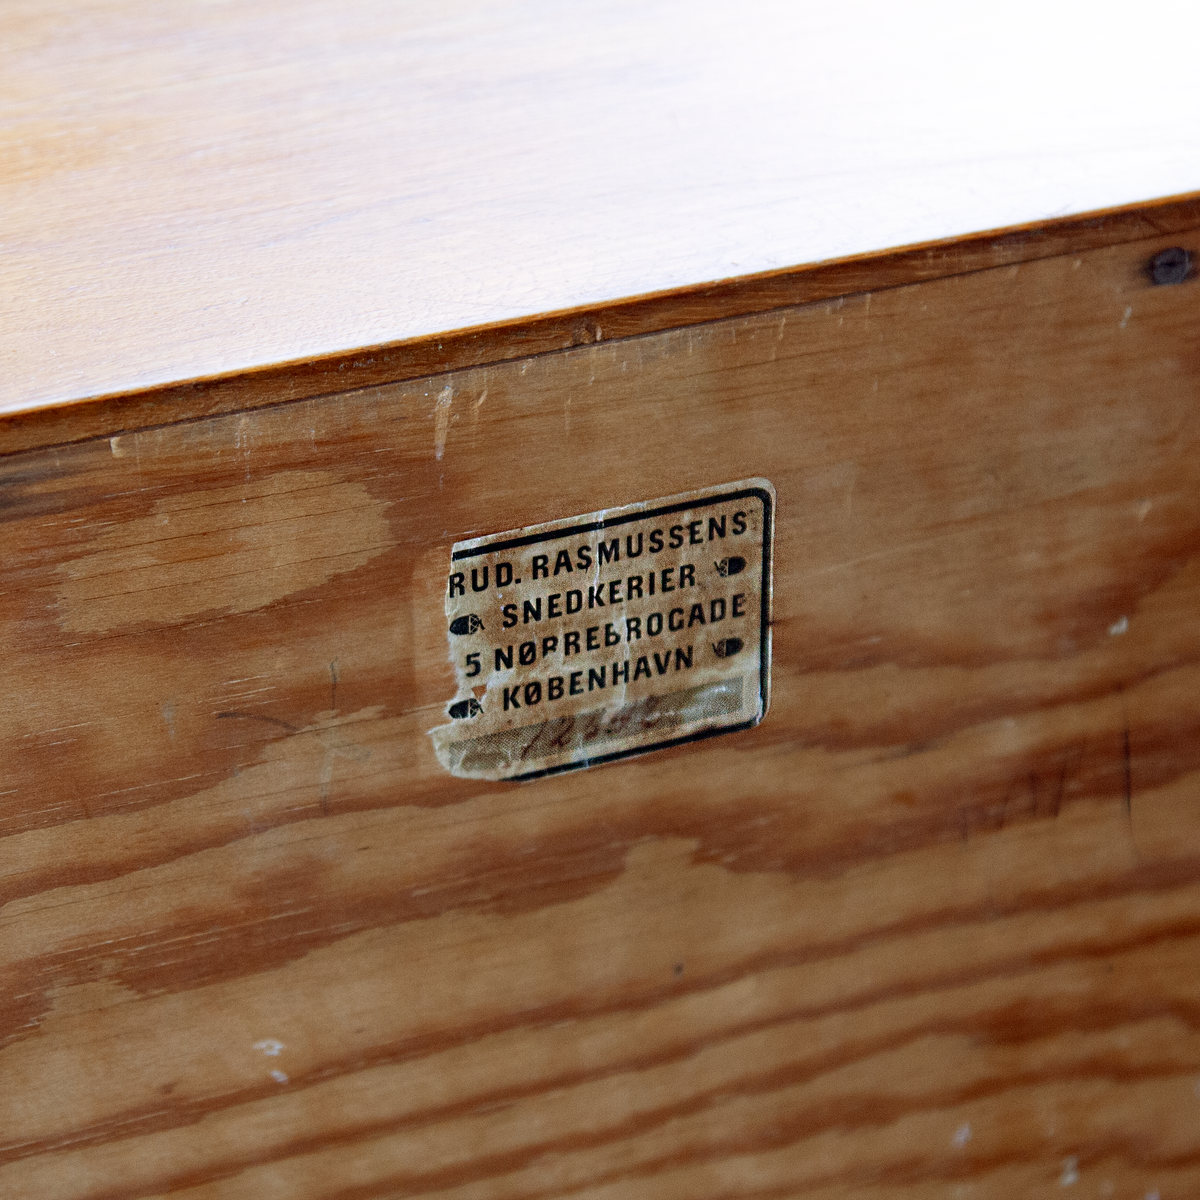 RUD. RASMUSSENS
SNEDKERIER
5 NØRREBROGADE
KØBENHAVN